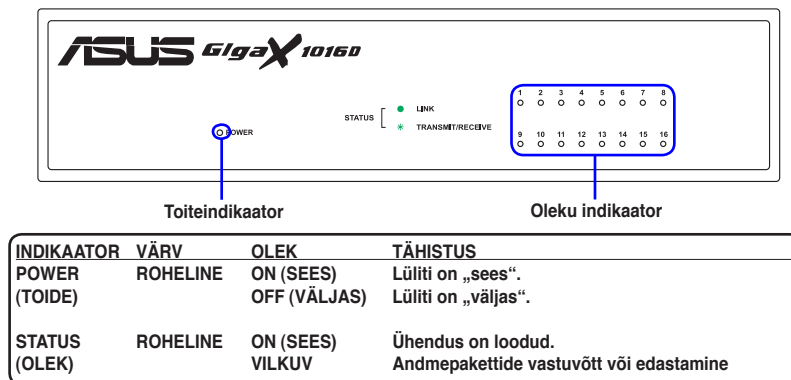 ASUS GigaX 1016D
1 2 3 4 5 6 7 8
LINK
STATUS
TRANSMIT/RECEIVE
POWER
9 10 11 12 13 14 15 16
Toiteindikaator Oleku indikaator
INDIKAATOR VÄRV OLEK TÄHISTUS
POWER ROHELINE ON (SEES) Lüliti on „sees“.
(TOIDE) OFF (VÄLJAS) Lüliti on „väljas“.
STATUS ROHELINE ON (SEES) Ühendus on loodud.
(OLEK) VILKUV Andmepakettide vastuvõtt või edastamine